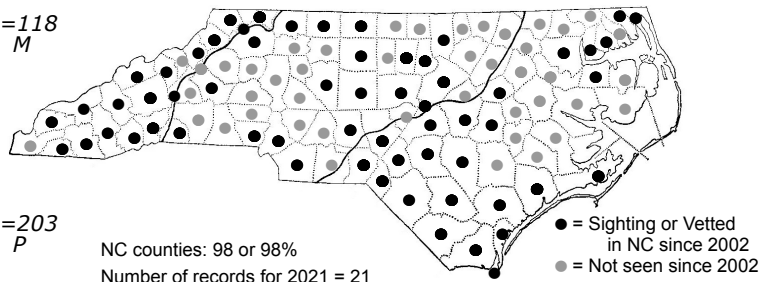 =118
M
=203
P
NC counties: 98 or 98%
Number of records for 2021 = 21
= Sighting or Vetted
in NC since 2002
= Not seen since 2002